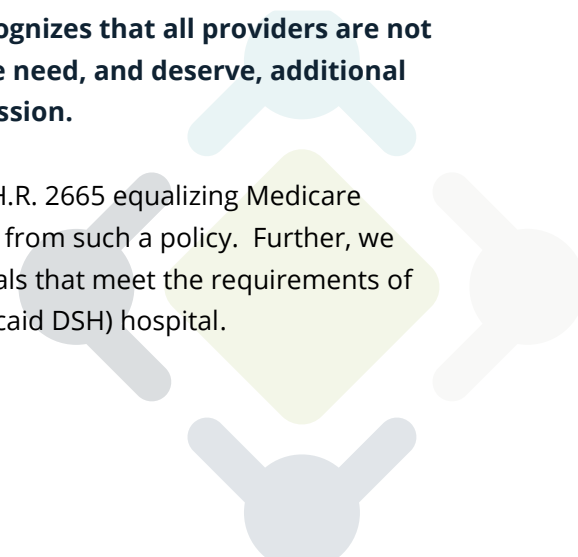 ognizes that all providers are not
e need, and deserve, additional
ssion.
H.R. 2665 equalizing Medicare
from such a policy.  Further, we
als that meet the requirements of
caid DSH) hospital.